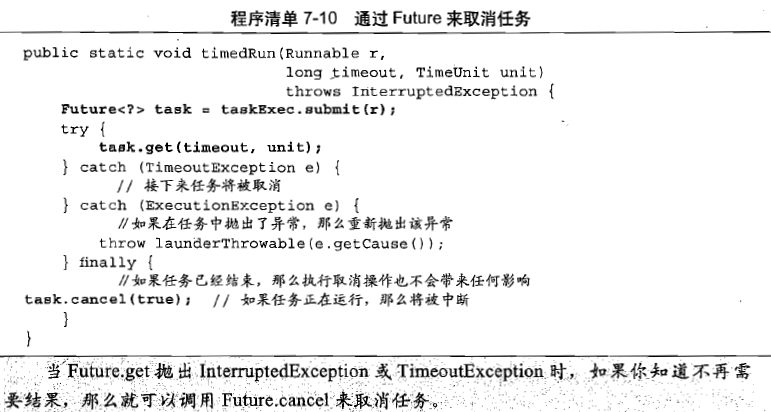 程序清单 7-10 通过 Future 来取消任务
public static void timedRun(Runnable r,
long timeout, TimeUnit unit)
throws InterruptedException {
Future<?> task = taskExec.submit(r);
try {
task.get(timeout, unit);
} catch (TimeoutException e) {
// 接下来任务将被取消
} catch (ExecutionException e) {
//如果在任务中抛出了异常，那么重新抛出该异常
throw launderThrowable(e.getCause());
} finally {
//如果任务已经结束，那么执行取消操作也不会带来任何影响
task.cancel(true); // 如果任务正在运行，那么将被中断
}
}
当 Future.get 抛出 InterruptedException 或 TimeoutException 时，如果你知道不再需
要结果，那么就可以调用 Future.cancel 来取消任务。